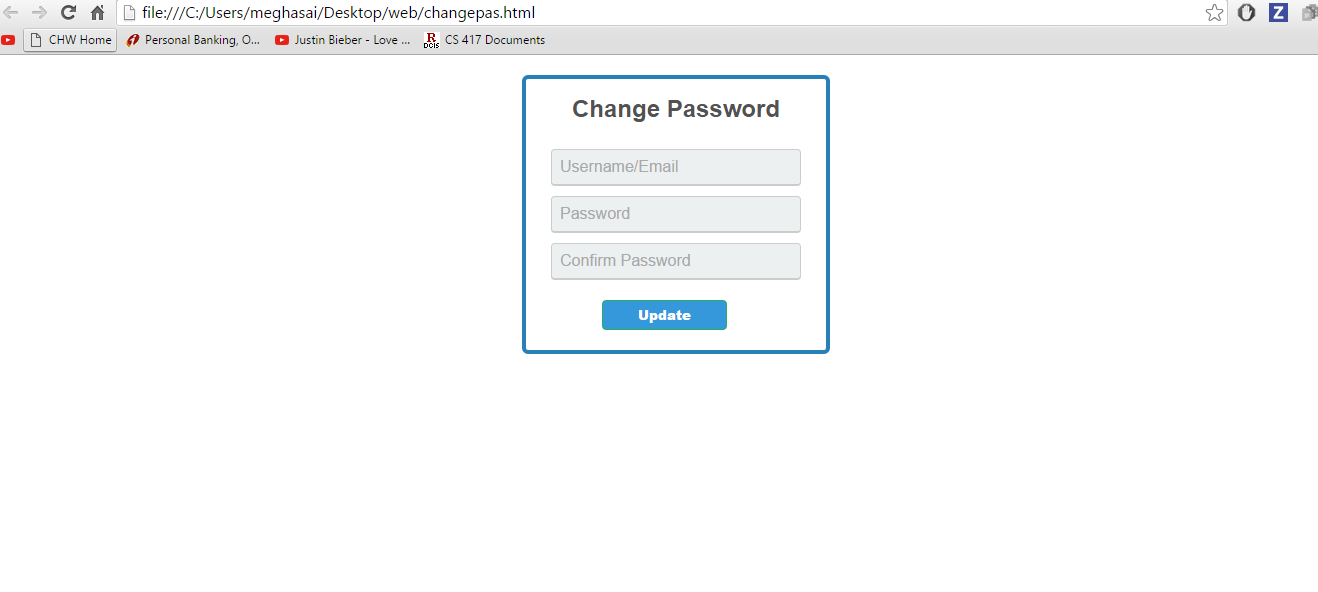 file:///C:/Users/meghasai/Desktop/web/changepas.html
Z
CHW Home Personal Banking, O... Justin Bieber - Love ... R DCIS CS 417 Documents
Change Password
Username/Email
Password
Confirm Password
Update